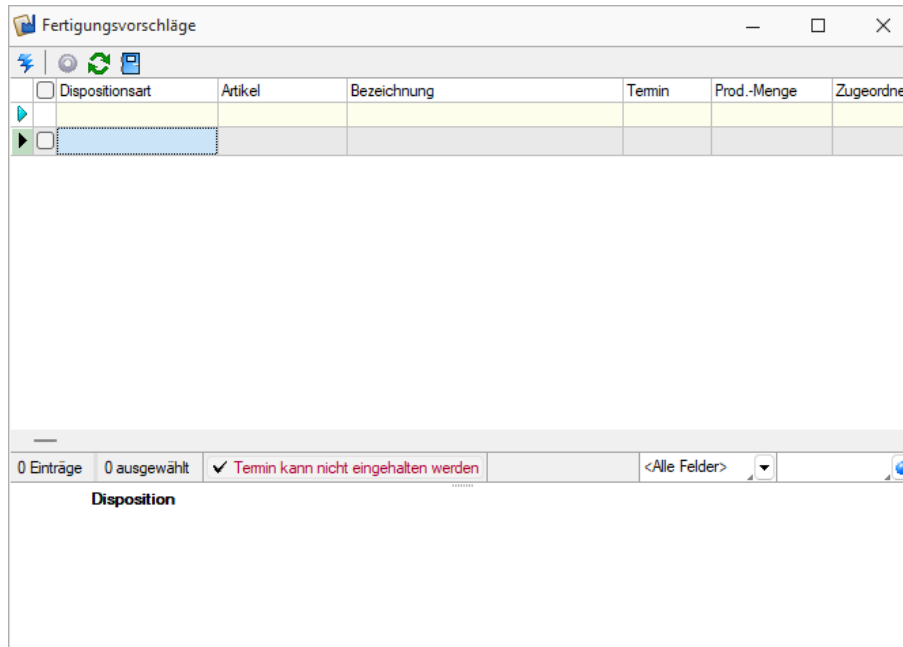 Fertigungsvorschläge
Dispositionsart Artikel Bezeichnung Termin Prod.-Menge Zugeordne
0 Einträge 0 ausgewählt Termin kann nicht eingehalten werden <Alle Felder>
Disposition